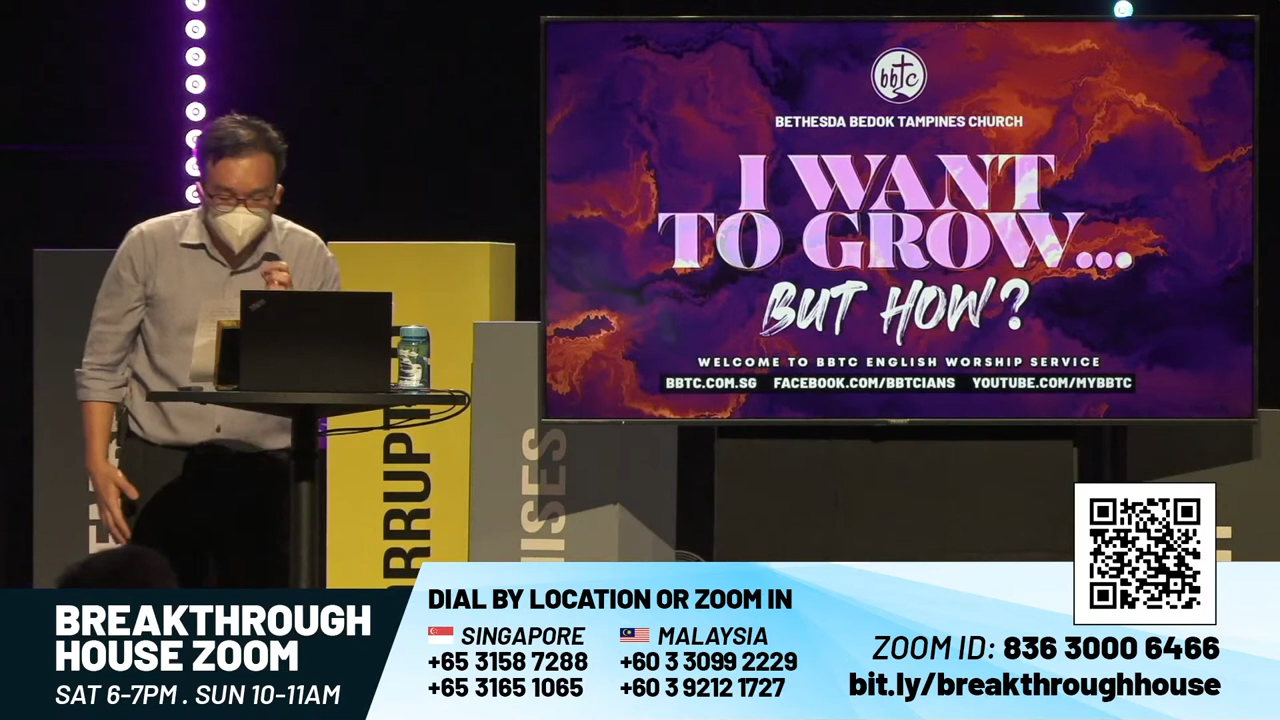 bbtc
BETHESDA BEDOK TAMPINES CHURCH
I WANT
TO GROW...
BUT HOW?
WELCOME TO BBTC ENGLISH WORSHIP SERVICE
BBTC.COM.SG FACEBOOK.COM/BBTCIANS YOUTUBE.COM/MYBBTC
BREAKTHROUGH
HOUSE ZOOM
SAT 6-7PM . SUN 10-11AM
DIAL BY LOCATION OR ZOOM IN
SINGAPORE
+65 3158 7288
+65 3165 1065
MALAYSIA
+60 3 3099 2229
+60 3 9212 1727
ZOOM ID: 836 3000 6466
bit.ly/breakthroughhouse